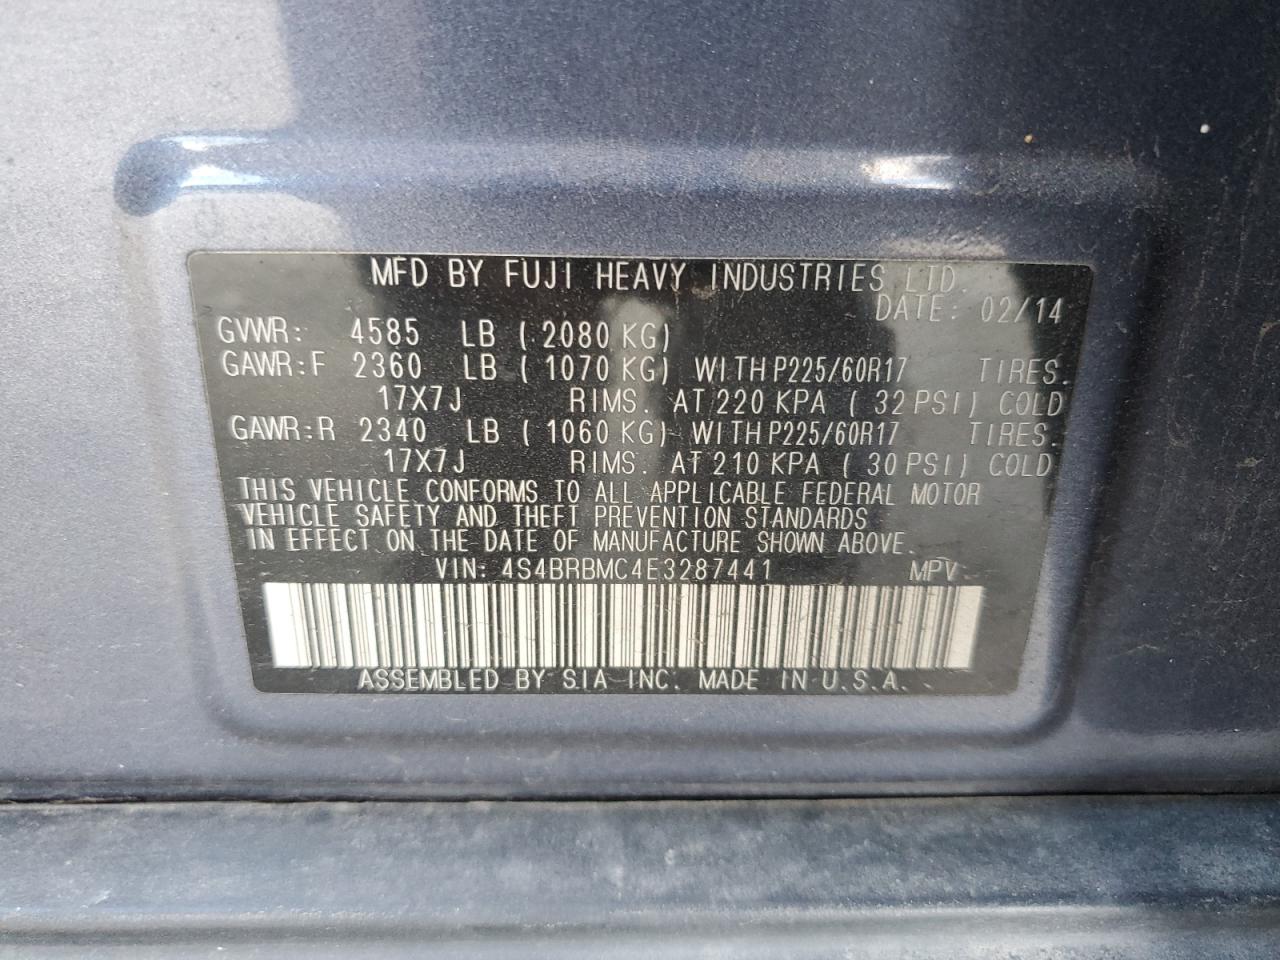 MFD BY FUJI HEAVY INDUSTRIES LTD.
DATE: 02/14
GVWR: 4585 LB ( 2080 KG)
GAWR:F 2360 LB ( 1070 KG) WITH P225/60R17 TIRES.
17X7J RIMS. AT 220 KPA ( 32 PSI) COLD
GAWR:R 2340 LB ( 1060 KG) WITH P225/60R17 TIRES.
17X7J RIMS. AT 210 KPA ( 30 PSI) COLD
THIS VEHICLE CONFORMS TO ALL APPLICABLE FEDERAL MOTOR
VEHICLE SAFETY AND THEFT PREVENTION STANDARDS
IN EFFECT ON THE DATE OF MANUFACTURE SHOWN ABOVE.
VIN: 4S4BRBMC4E3287441 MPV
ASSEMBLED BY S.I.A INC. MADE IN U.S.A.